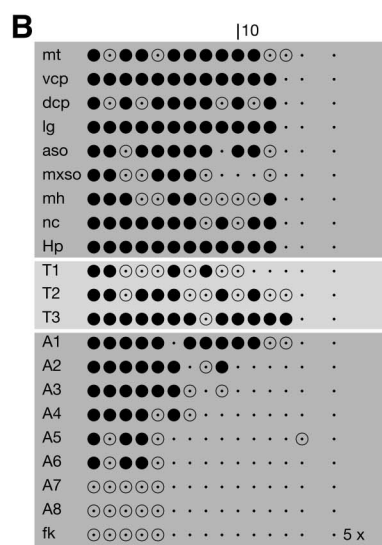 B
|10
mt
vcp
dcp
lg
aso
mxso
mh
nc
Hp
T1
T2
T3
A1
A2
A3
A4
A5
A6
A7
A8
fk 5 x